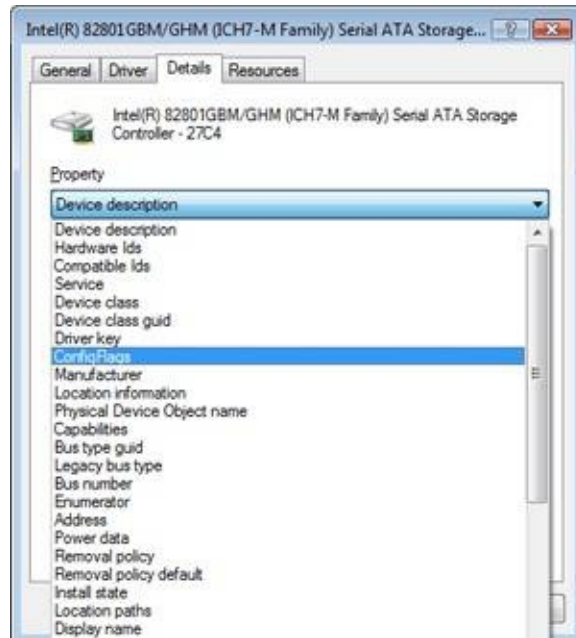 Intel(R) 82801GBM/GHM (ICH7-M Family) Serial ATA Storage...
General Driver Details Resources
Intel(R) 82801GBM/GHM (ICH7-M Family) Serial ATA Storage
Controller - 27C4
Property
Device description
Device description
Hardware Ids
Compatible Ids
Service
Device class
Device class guid
Driver key
ConfigFlags
Manufacturer
Location information
Physical Device Object name
Capabilities
Bus type guid
Legacy bus type
Bus number
Enumerator
Address
Power data
Removal policy
Removal policy default
Install state
Location paths
Display name